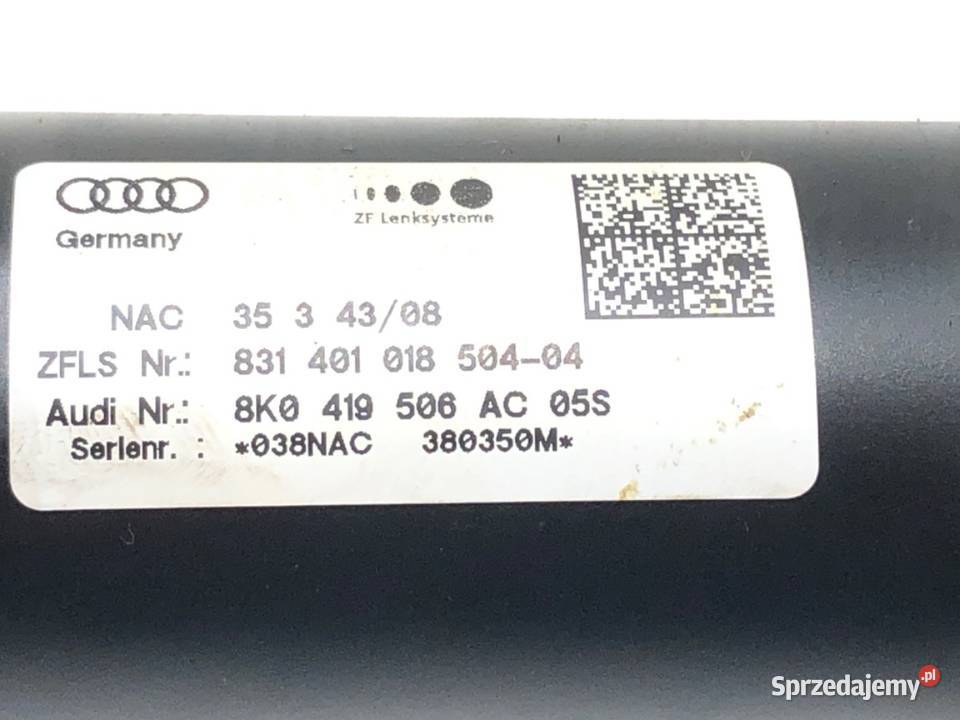 Germany
ZF Lenksysteme
NAC 35 3 43/08
ZFLS Nr.: 831 401 018 504-04
Audi Nr.: 8K0 419 506 AC 05S
Serienr. : *038NAC 380350M*
Sprzedajemy.pl